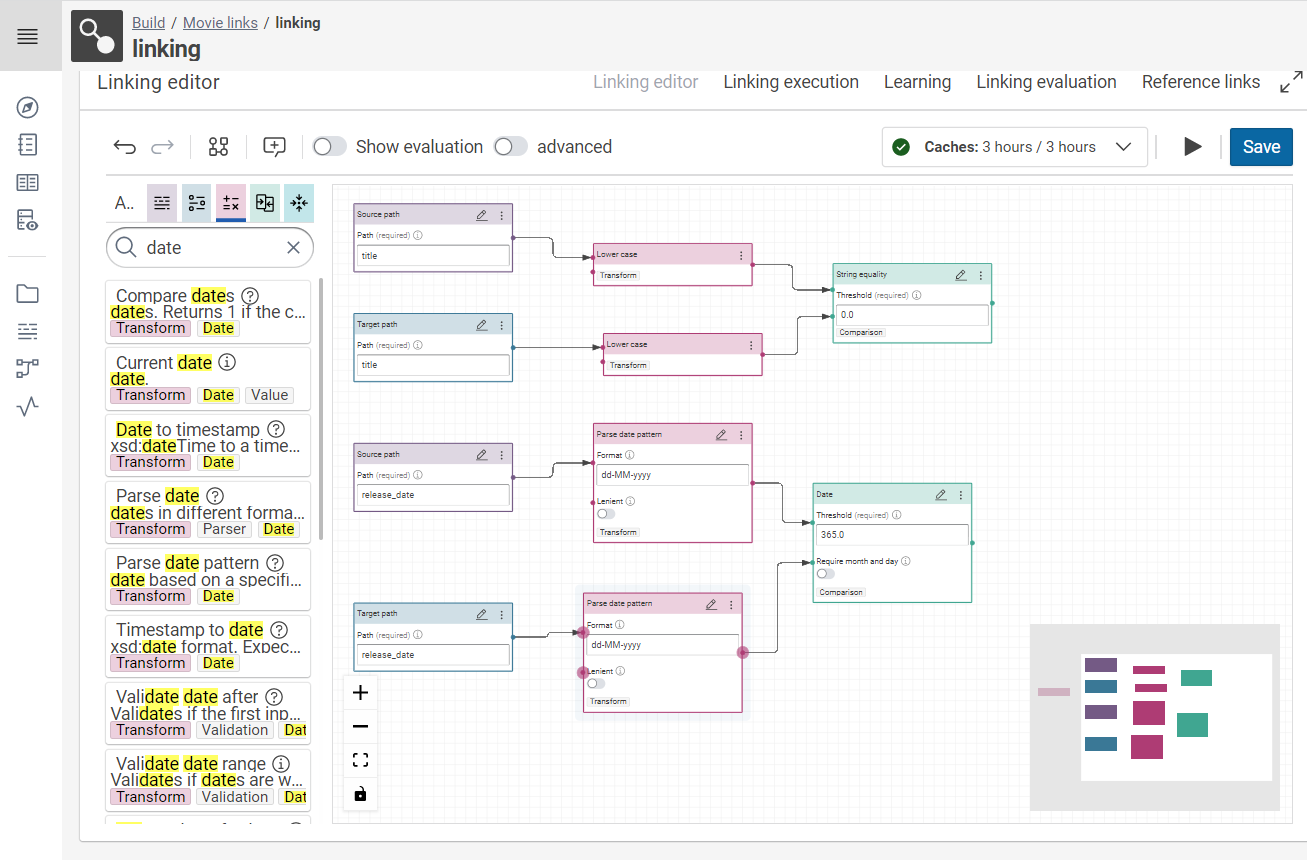 Build / Movie links / linking
linking
Linking editor
Linking editor Linking execution Learning Linking evaluation Reference links
Show evaluation advanced
Caches: 3 hours / 3 hours
Save
A..
date
Compare dates
dates. Returns 1 if the c...
Transform Date
Current date
date.
Transform Date Value
Date to timestamp
xsd:dateTime to a time...
Transform Date
Parse date
dates in different forma...
Transform Parser Date
Parse date pattern
date based on a specifi...
Transform Date
Timestamp to date
xsd:date format. Expec...
Transform Date
Validate date after
Validates if the first inp...
Transform Validation Dat
Validate date range
Validates if dates are w...
Transform Validation Dat
Source path
Path (required)
title
Lower case
Transform
String equality
Threshold (required)
0.0
Comparison
Target path
Path (required)
title
Lower case
Transform
Source path
Path (required)
release_date
Parse date pattern
Format
dd-MM-yyyy
Lenient
Transform
Date
Threshold (required)
365.0
Require month and day
Comparison
Target path
Path (required)
release_date
Parse date pattern
Format
dd-MM-yyyy
Lenient
Transform